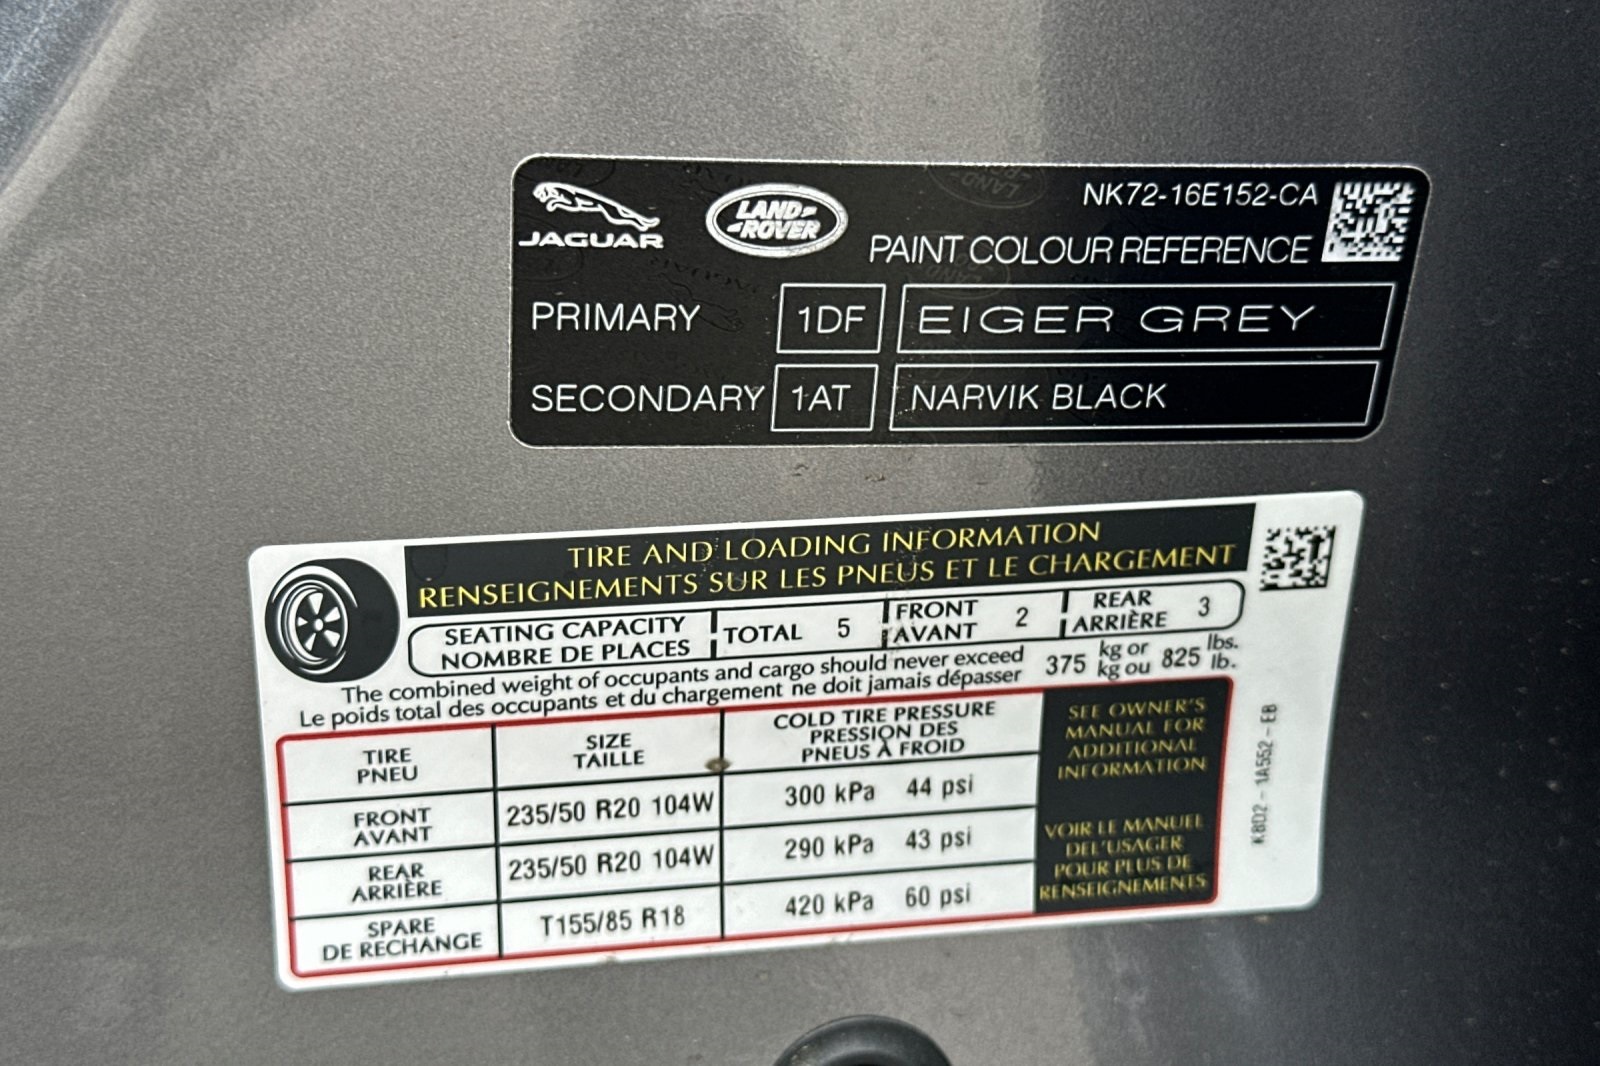 JAGUAR
LAND-
-ROVER
NK72-16E152-CA
PAINT COLOUR REFERENCE
PRIMARY 1DF EIGER GREY
SECONDARY 1AT NARVIK BLACK
TIRE AND LOADING INFORMATION
RENSEIGNEMENTS SUR LES PNEUS ET LE CHARGEMENT
SEATING CAPACITY
NOMBRE DE PLACES
TOTAL 5
FRONT
AVANT
2
REAR
ARRIÈRE
3
The combined weight of occupants and cargo should never exceed
Le poids total des occupants et du chargement ne doit jamais dépasser
375 kg or
kg ou
825 lbs.
lb.
TIRE
PNEU
SIZE
TAILLE
COLD TIRE PRESSURE
PRESSION DES
PNEUS À FROID
FRONT
AVANT
235/50 R20 104W
300 kPa 44 psi
REAR
ARRIÈRE
235/50 R20 104W
290 kPa 43 psi
SPARE
DE RECHANGE
T155/85 R18
420 kPa 60 psi
SEE OWNER'S
MANUAL FOR
ADDITIONAL
INFORMATION
VOIR LE MANUEL
DEL'USAGER
POUR PLUS DE
RENSEIGNEMENTS
K8D2-1A552-EB